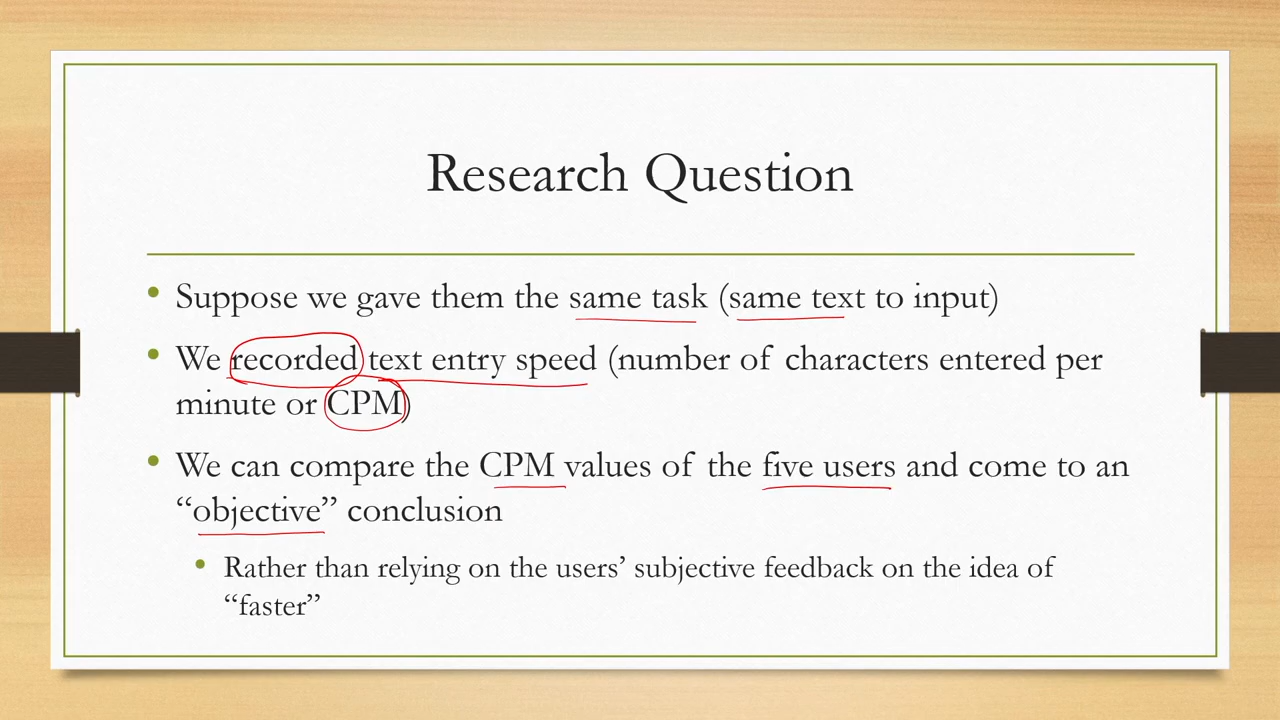 Research Question
• Suppose we gave them the same task (same text to input)
• We recorded text entry speed (number of characters entered per
minute or CPM)
• We can compare the CPM values of the five users and come to an
“objective” conclusion
• Rather than relying on the users’ subjective feedback on the idea of
“faster”